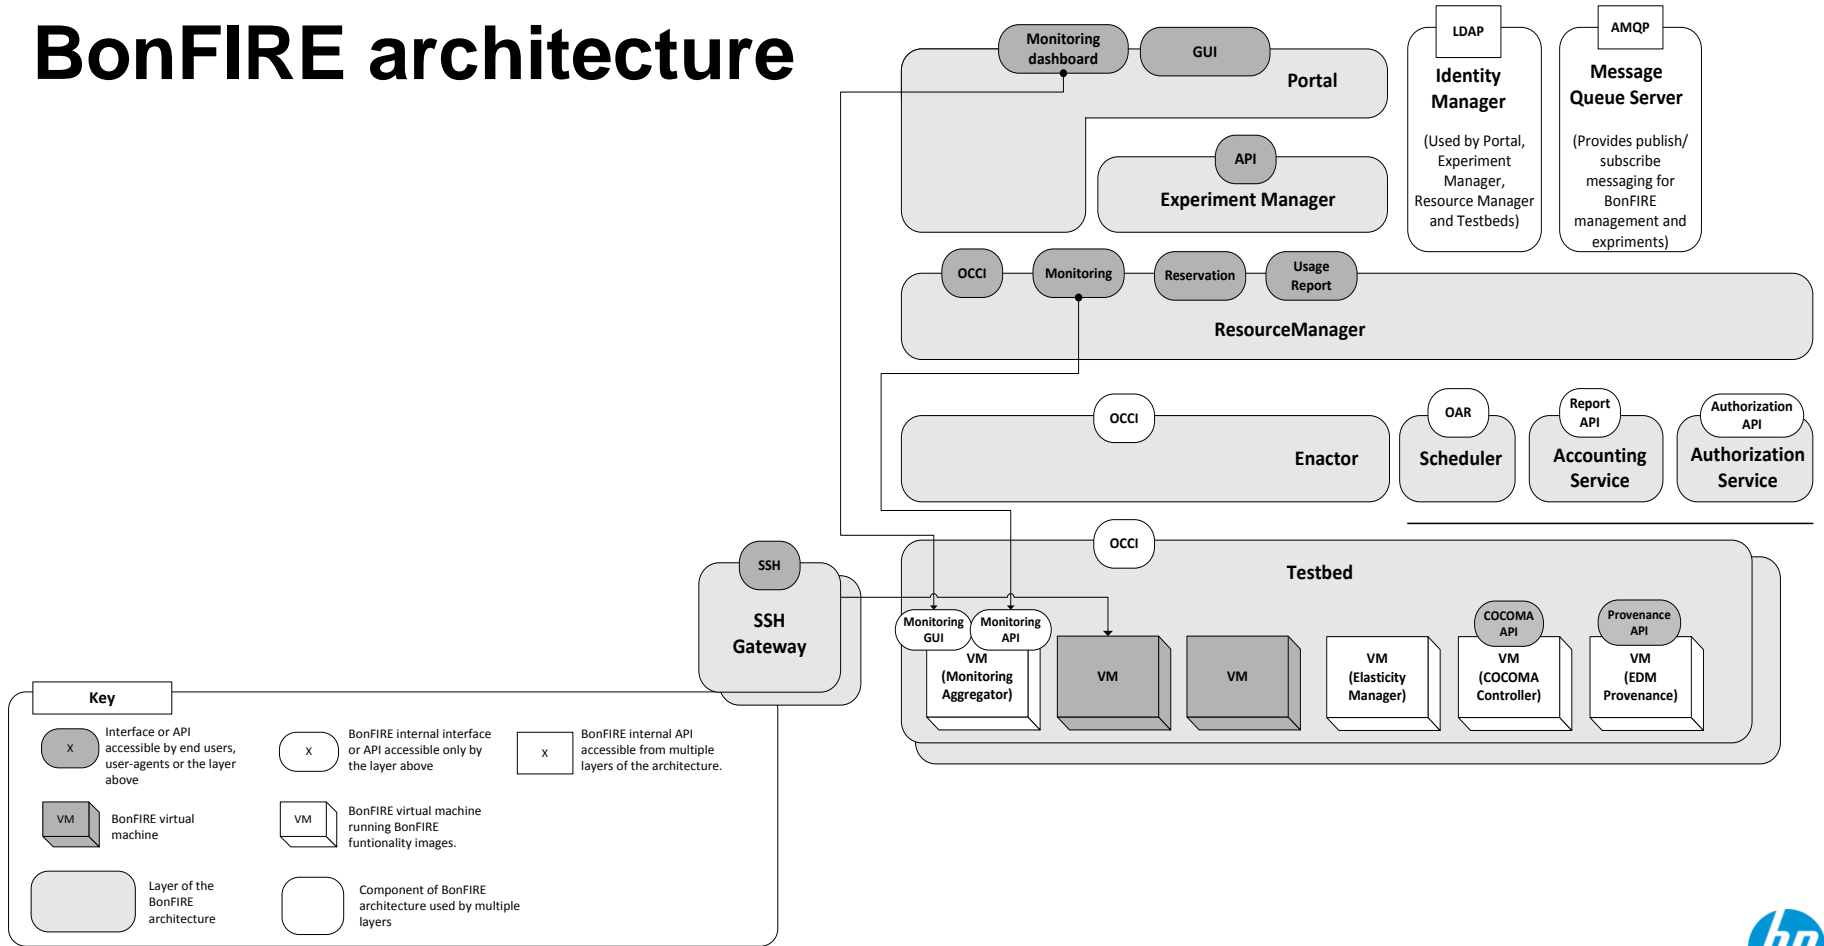 BonFIRE architecture
Monitoring
dashboard
GUI
Portal
LDAP
Identity
Manager
(Used by Portal,
Experiment
Manager,
Resource Manager
and Testbeds)
AMQP
Message
Queue Server
(Provides publish/
subscribe
messaging for
BonFIRE
management and
expriments)
API
Experiment Manager
OCCI
Monitoring
Reservation
Usage
Report
ResourceManager
OCCI
Enactor
OAR
Scheduler
Report
API
Accounting
Service
Authorization
API
Authorization
Service
OCCI
Testbed
SSH
SSH
Gateway
Monitoring
GUI
Monitoring
API
VM
(Monitoring
Aggregator)
VM
VM
VM
(Elasticity
Manager)
COCOMA
API
VM
(COCOMA
Controller)
Provenance
API
VM
(EDM
Provenance)
Key
X
Interface or API
accessible by end users,
user-agents or the layer
above
X
BonFIRE internal interface
or API accessible only by
the layer above
X
BonFIRE internal API
accessible from multiple
layers of the architecture.
VM
BonFIRE virtual
machine
VM
BonFIRE virtual machine
running BonFIRE
funtionality images.
Layer of the
BonFIRE
architecture
Component of BonFIRE
architecture used by multiple
layers
hp